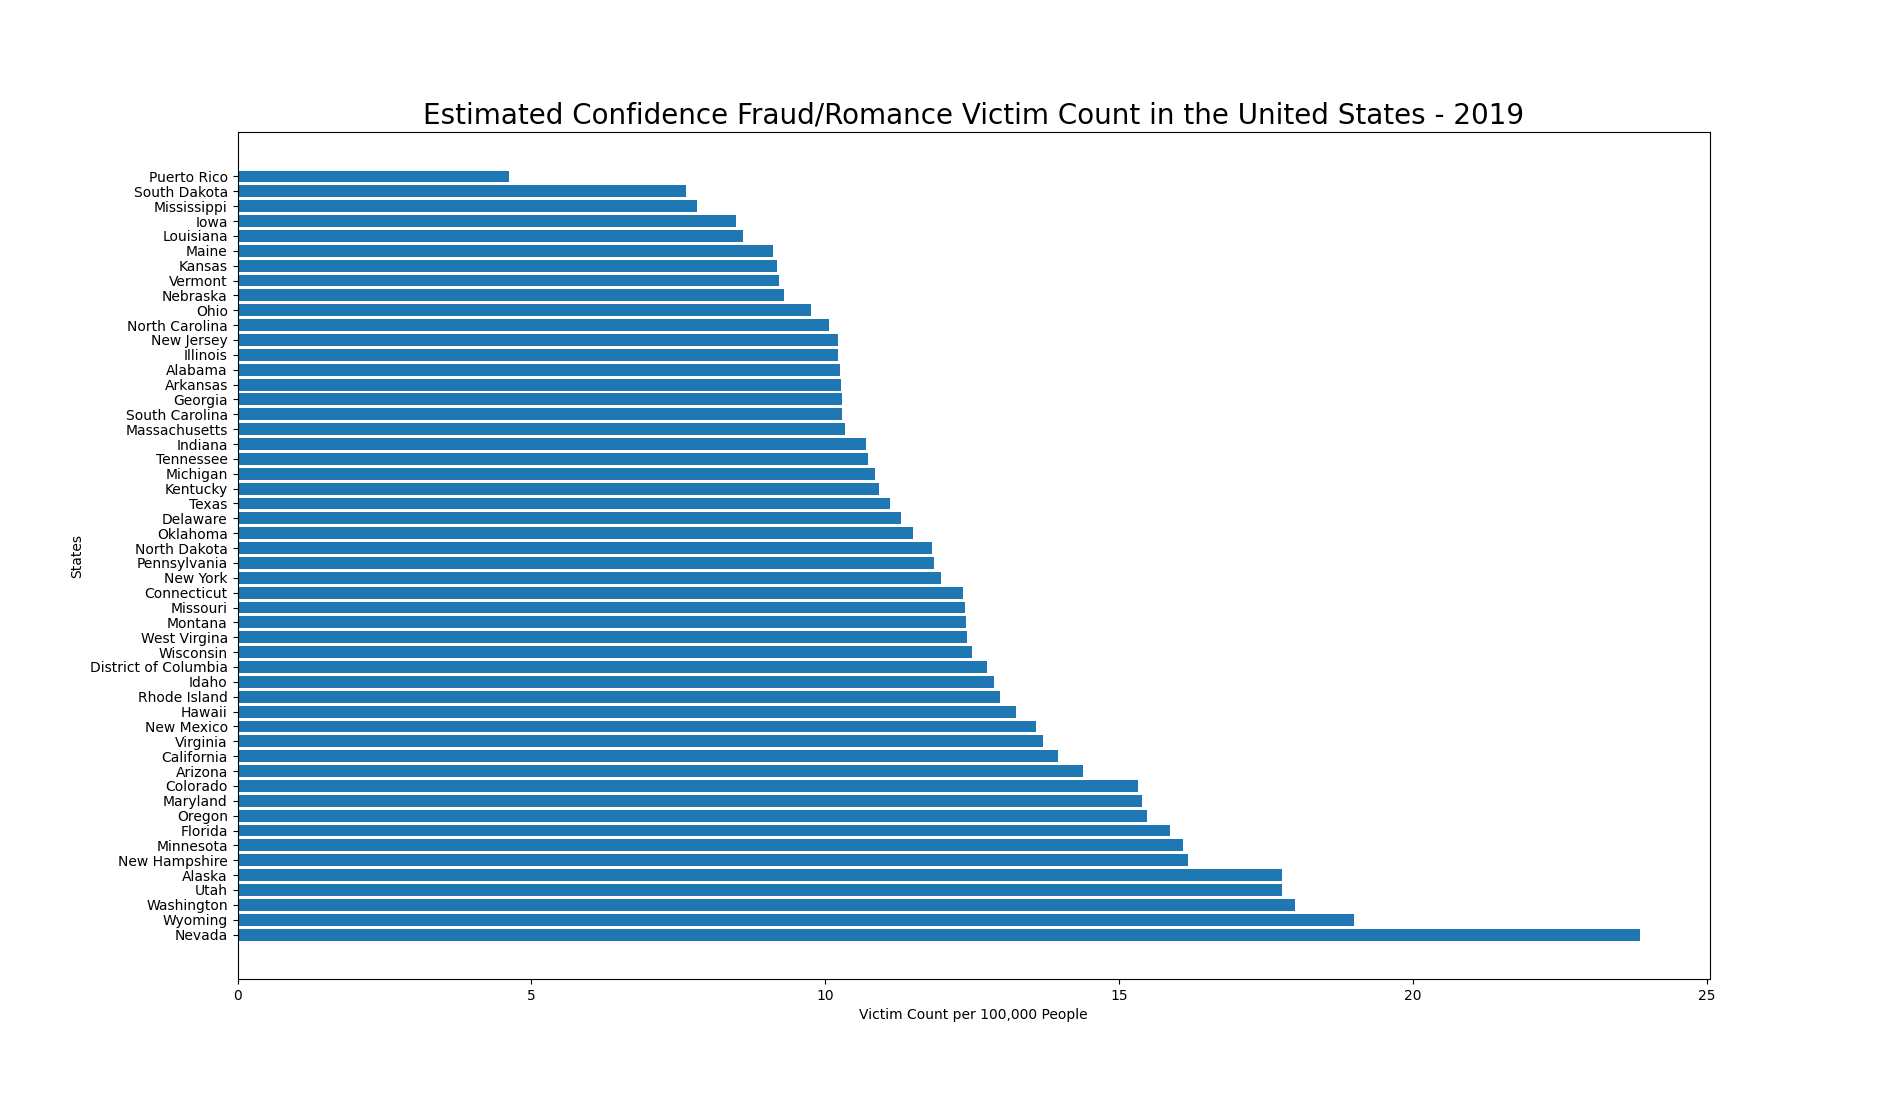 Estimated Confidence Fraud/Romance Victim Count in the United States - 2019
Puerto Rico
South Dakota
Mississippi
Iowa
Louisiana
Maine
Kansas
Vermont
Nebraska
Ohio
North Carolina
New Jersey
Illinois
Alabama
Arkansas
Georgia
South Carolina
Massachusetts
Indiana
Tennessee
Michigan
Kentucky
Texas
Delaware
Oklahoma
North Dakota
Pennsylvania
New York
Connecticut
Missouri
Montana
West Virgina
Wisconsin
District of Columbia
Idaho
Rhode Island
Hawaii
New Mexico
Virginia
California
Arizona
Colorado
Maryland
Oregon
Florida
Minnesota
New Hampshire
Alaska
Utah
Washington
Wyoming
Nevada
States
0 5 10 15 20 25
Victim Count per 100,000 People